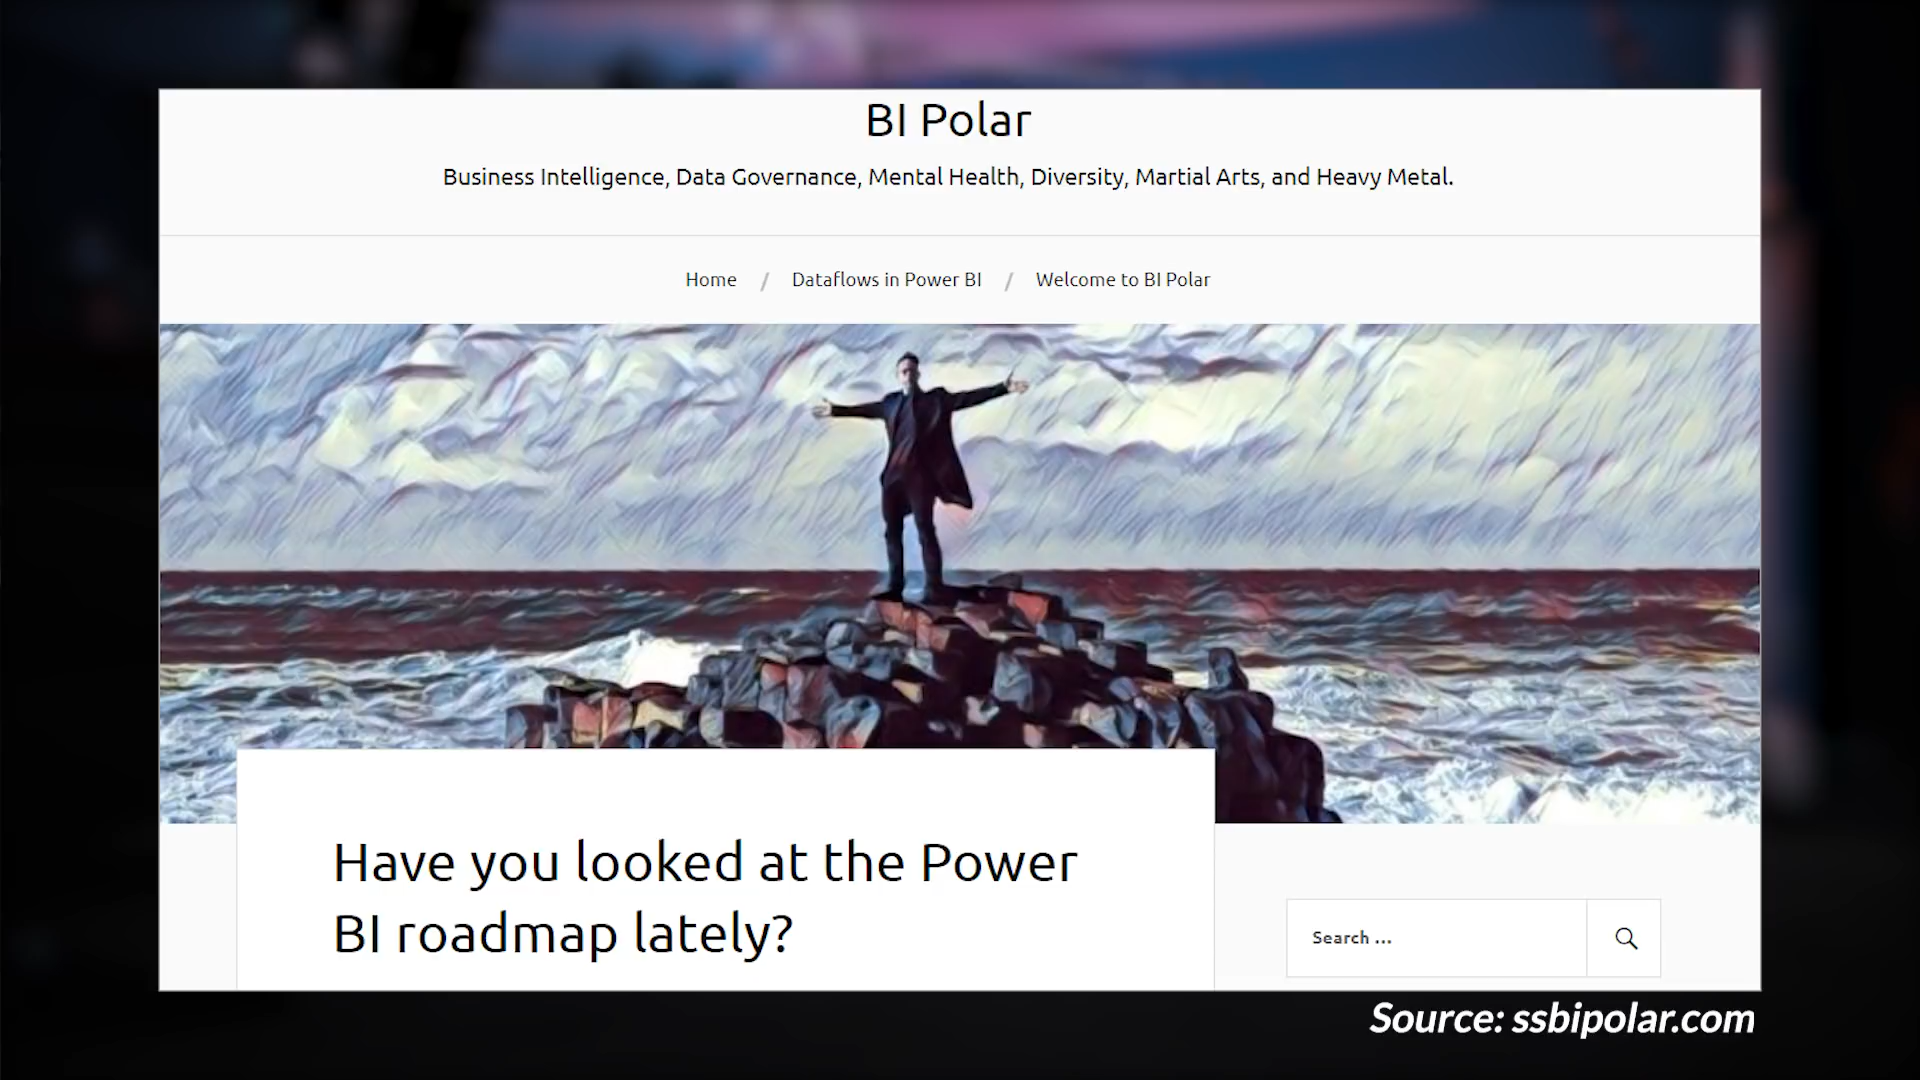 BI Polar
Business Intelligence, Data Governance, Mental Health, Diversity, Martial Arts, and Heavy Metal.
Home / Dataflows in Power BI / Welcome to BI Polar
Have you looked at the Power
BI roadmap lately?
Search ...
Source: ssbipolar.com